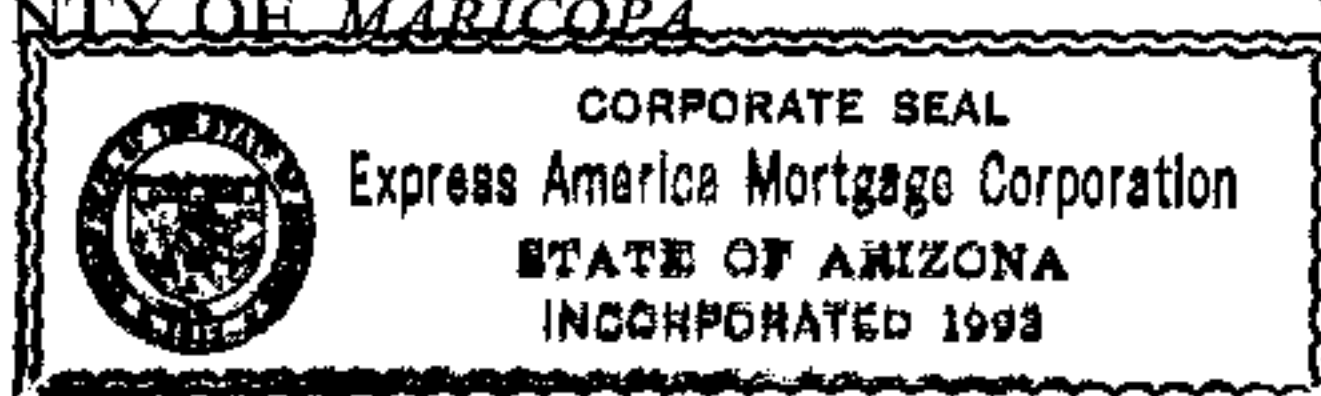 NTY OF MARICOPA
CORPORATE SEAL
Express America Mortgage Corporation
STATE OF ARIZONA
INCORPORATED 1993